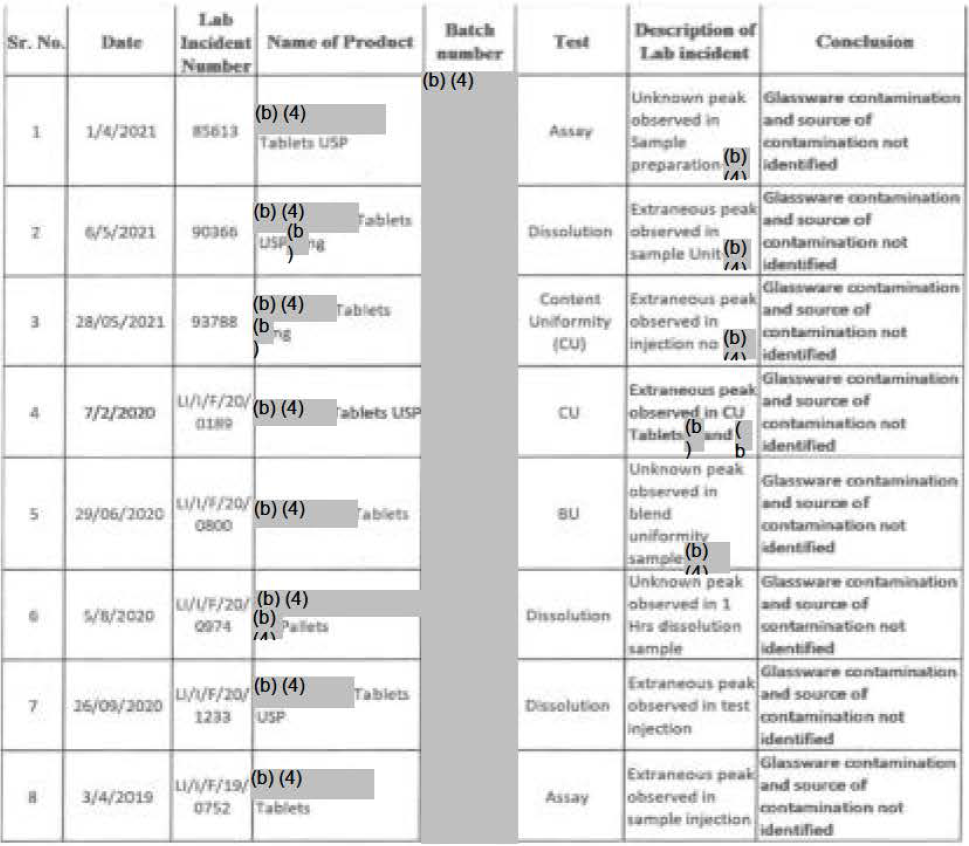 Sr. No.
Date
Lab
Incident
Number
Name of Product
Batch
number
Test
Description of
Lab incident
Conclusion
(b) (4)
1
1/4/2021
85613
(b) (4)
Tablets USP
Assay
Unknown peak
observed in
Sample
preparation (b)
(4)
Glassware contamination
and source of
contamination not
identified
2
6/5/2021
90366
(b) (4) Tablets
USP (b ng
)
Dissolution
Extraneous peak
observed in
sample Unit (b)
(4)
Glassware contamination
and source of
contamination not
identified
3
28/05/2021
93788
(b) (4) Tablets
(b ng
)
Content
Uniformity
(CU)
Extraneous peak
observed in
injection no (b)
(4)
Glassware contamination
and source of
contamination not
identified
4
7/2/2020
LI/I/F/20/
0189
(b) (4) Tablets USP
CU
Extraneous peak
observed in CU
Tablets (b and (
) b
Glassware contamination
and source of
contamination not
identified
5
29/06/2020
LI/I/F/20/
0800
(b) (4) Tablets
BU
Unknown peak
observed in
blend
uniformity
sample (b)
(4)
Glassware contamination
and source of
contamination not
identified
6
5/8/2020
LI/I/F/20/
0974
(b) (4)
(b) Pallets
(4)
Dissolution
Unknown peak
observed in 1
Hrs dissolution
sample
Glassware contamination
and source of
contamination not
identified
7
26/09/2020
LI/I/F/20/
1233
(b) (4) Tablets
USP
Dissolution
Extraneous peak
observed in test
injection
Glassware contamination
and source of
contamination not
identified
8
3/4/2019
LI/I/F/19/
0752
(b) (4)
Tablets
Assay
Extraneous peak
observed in
sample injection
Glassware contamination
and source of
contamination not
identified